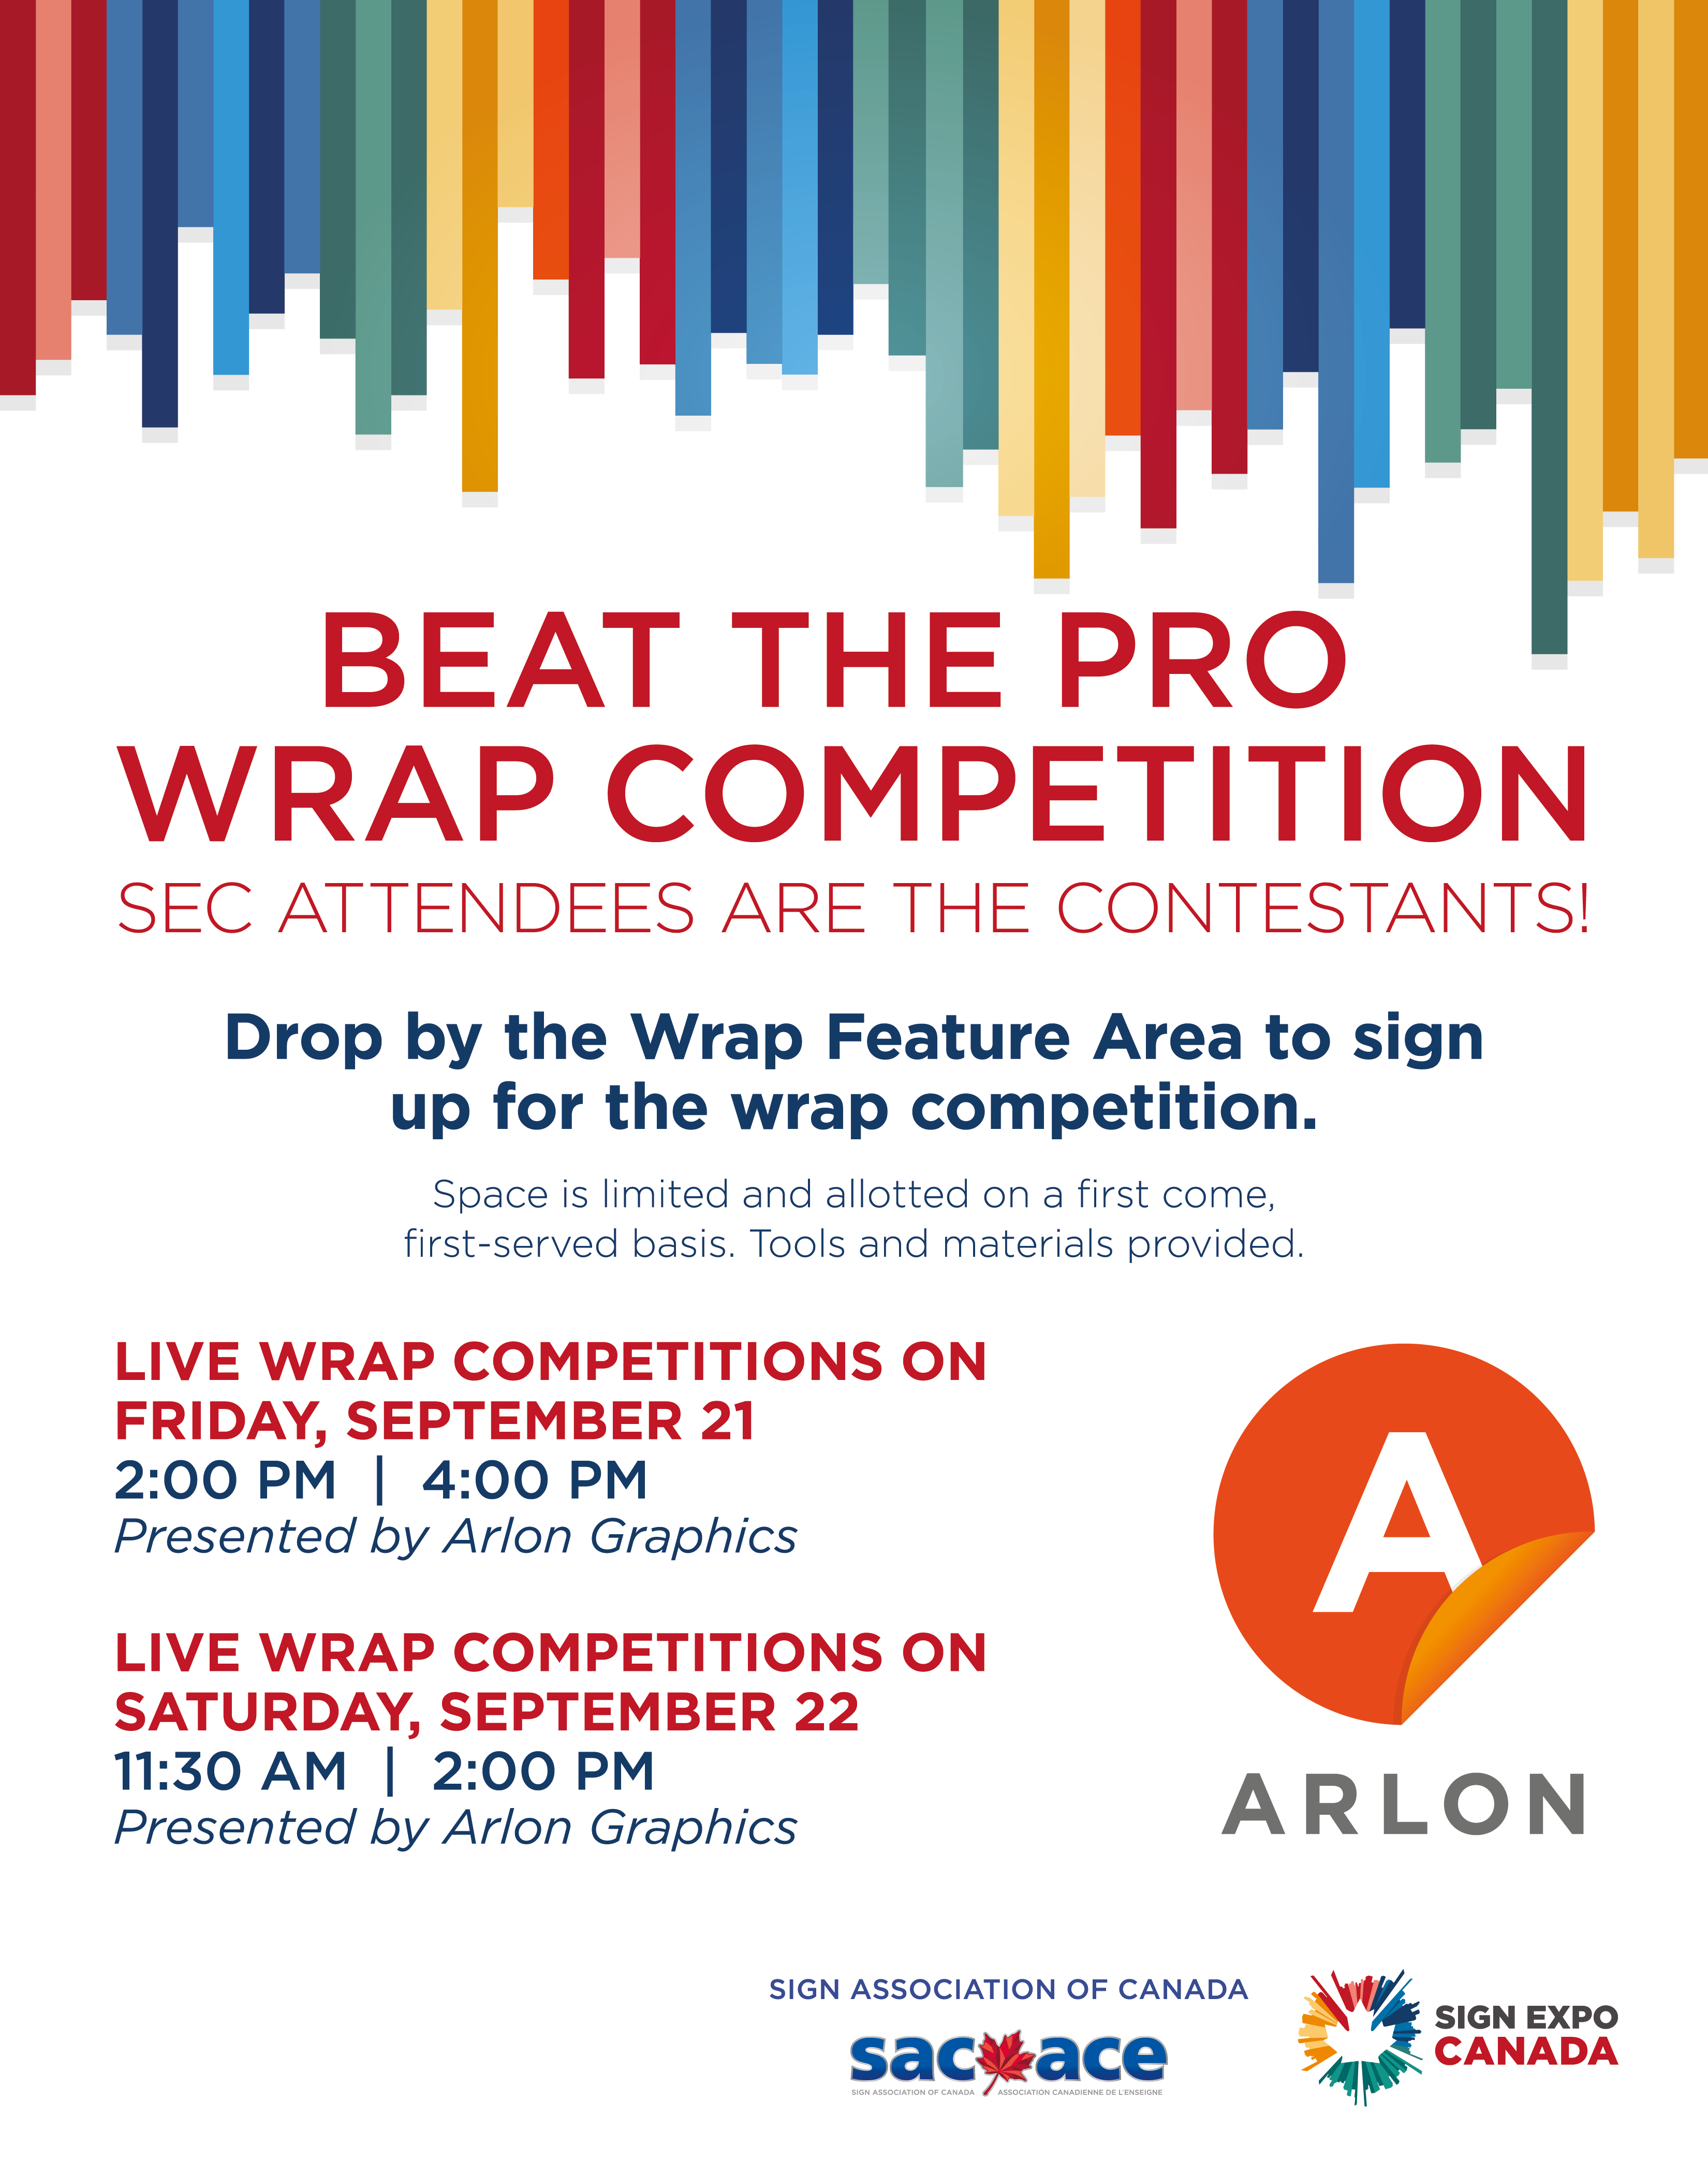 BEAT THE PRO
WRAP COMPETITION
SEC ATTENDEES ARE THE CONTESTANTS!
Drop by the Wrap Feature Area to sign
up for the wrap competition.
Space is limited and allotted on a first come,
first-served basis. Tools and materials provided.
LIVE WRAP COMPETITIONS ON
FRIDAY, SEPTEMBER 21
2:00 PM | 4:00 PM
Presented by Arlon Graphics
LIVE WRAP COMPETITIONS ON
SATURDAY, SEPTEMBER 22
11:30 AM | 2:00 PM
Presented by Arlon Graphics
A
ARLON
SIGN ASSOCIATION OF CANADA
sac ace
SIGN ASSOCIATION OF CANADA ASSOCIATION CANADIENNE DE L'ENSEIGNE
SIGN EXPO
CANADA